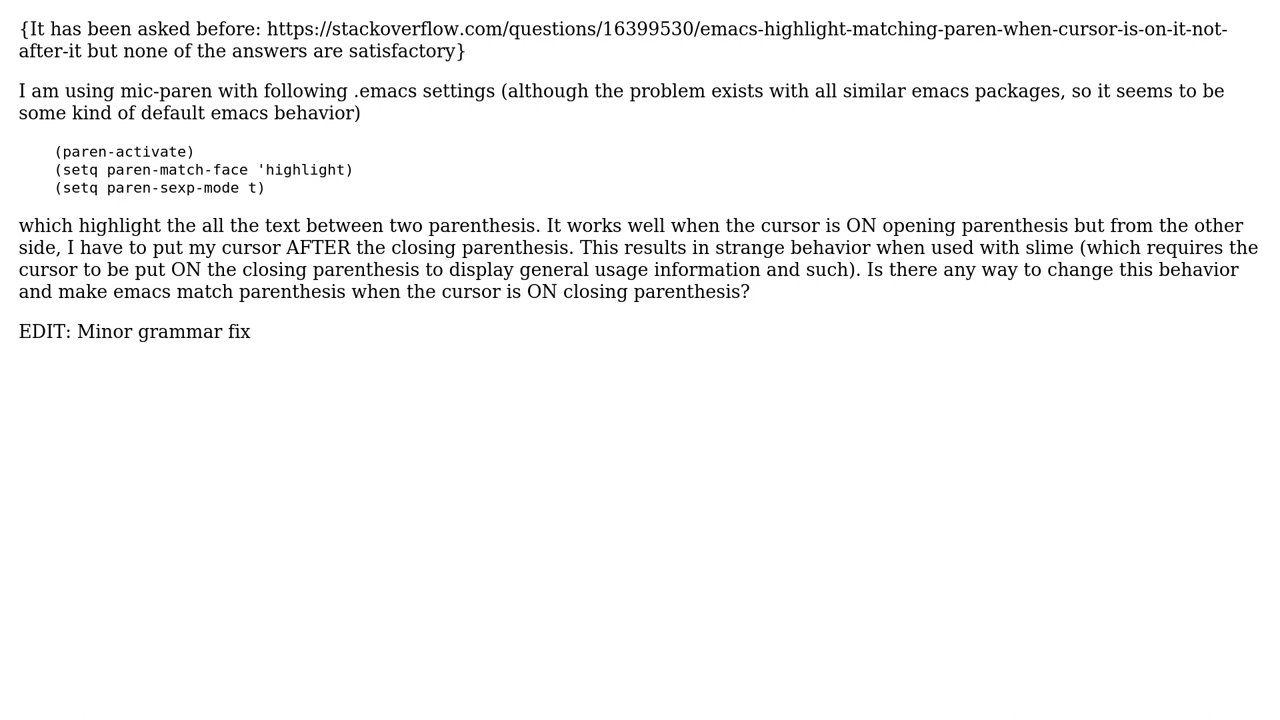 {It has been asked before: https://stackoverflow.com/questions/16399530/emacs-highlight-matching-paren-when-cursor-is-on-it-not-
after-it but none of the answers are satisfactory}
I am using mic-paren with following .emacs settings (although the problem exists with all similar emacs packages, so it seems to be
some kind of default emacs behavior)
(paren-activate)
(setq paren-match-face 'highlight)
(setq paren-sexp-mode t)
which highlight the all the text between two parenthesis. It works well when the cursor is ON opening parenthesis but from the other
side, I have to put my cursor AFTER the closing parenthesis. This results in strange behavior when used with slime (which requires the
cursor to be put ON the closing parenthesis to display general usage information and such). Is there any way to change this behavior
and make emacs match parenthesis when the cursor is ON closing parenthesis?
EDIT: Minor grammar fix